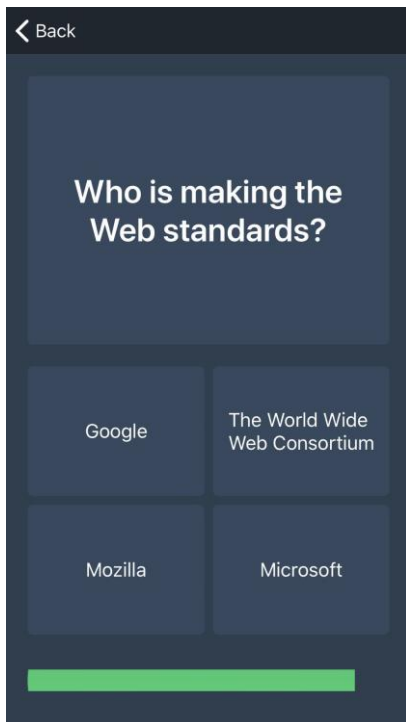 Back
Who is making the
Web standards?
Google
The World Wide
Web Consortium
Mozilla
Microsoft